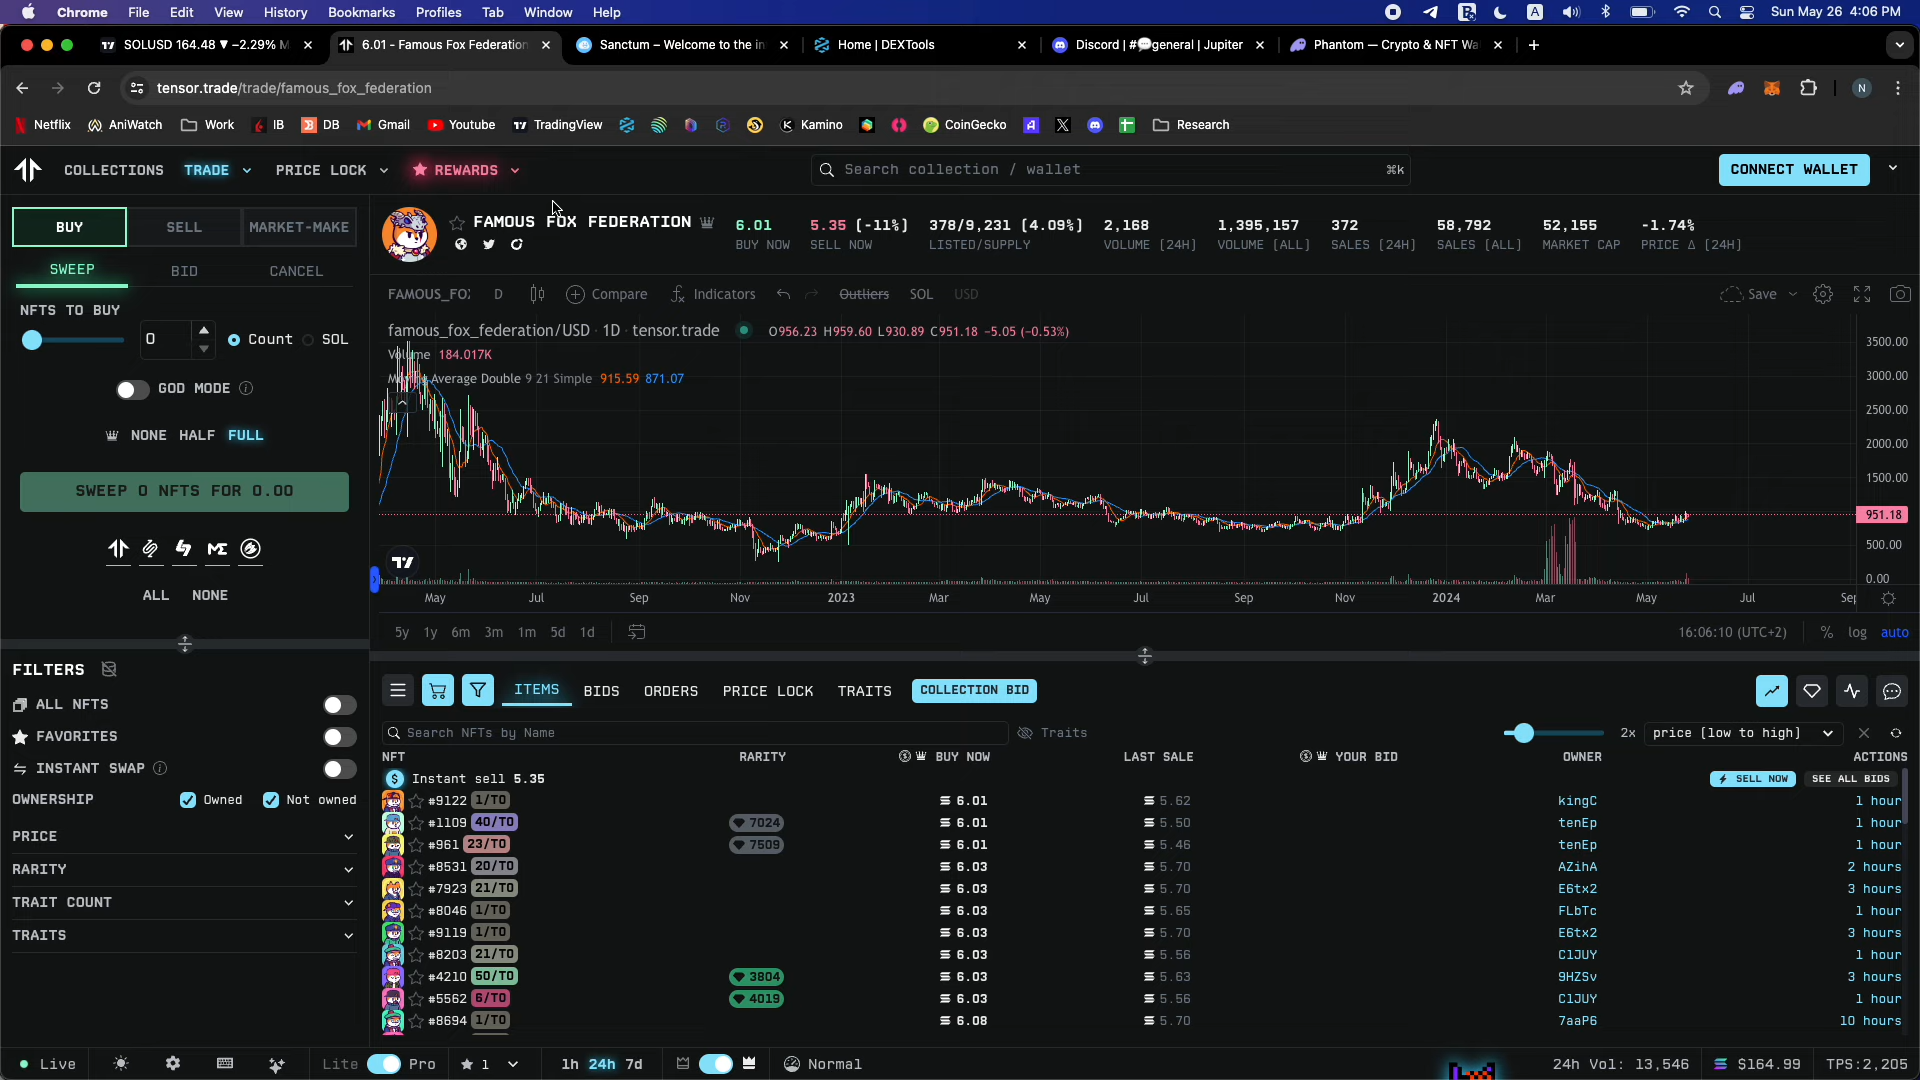 Chrome File Edit View History Bookmarks Profiles Tab Window Help A Sun May 26 4:06 PM
SOLUSD 164.48 ▼ −2.29% M 6.01 - Famous Fox Federation Sanctum – Welcome to the in Home | DEXTools Discord | #💬general | Jupiter Phantom — Crypto & NFT Wa
tensor.trade/trade/famous_fox_federation N
Netflix AniWatch Work IB DB Gmail Youtube TradingView Kamino CoinGecko Research
COLLECTIONS TRADE PRICE LOCK REWARDS Search collection / wallet ⌘k CONNECT WALLET
BUY SELL MARKET-MAKE
SWEEP BID CANCEL
NFTS TO BUY
0 Count SOL
GOD MODE
NONE HALF FULL
SWEEP 0 NFTS FOR 0.00
ALL NONE
FILTERS
ALL NFTS
FAVORITES
INSTANT SWAP
OWNERSHIP Owned Not owned
PRICE
RARITY
TRAIT COUNT
TRAITS
FAMOUS FOX FEDERATION 6.01 5.35 (-11%) 378/9,231 (4.09%) 2,168 1,395,157 372 58,792 52,155 -1.74%
BUY NOW SELL NOW LISTED/SUPPLY VOLUME (24H) VOLUME (ALL) SALES (24H) SALES (ALL) MARKET CAP PRICE Δ (24H)
FAMOUS_FO D Compare Indicators Outliers SOL USD Save
famous_fox_federation/USD · 1D · tensor.trade O956.23 H959.60 L930.89 C951.18 −5.05 (−0.53%)
Volume 184.017K
Moving Average Double 9 21 Simple 915.59 871.07
3500.00
3000.00
2500.00
2000.00
1500.00
951.18
500.00
0.00
May Jul Sep Nov 2023 Mar May Jul Sep Nov 2024 Mar May Jul Sep
5y 1y 6m 3m 1m 5d 1d 16:06:10 (UTC+2) % log auto
ITEMS BIDS ORDERS PRICE LOCK TRAITS COLLECTION BID
Search NFTs by Name Traits 2x price (low to high)
NFT RARITY BUY NOW LAST SALE YOUR BID OWNER ACTIONS
Instant sell 5.35 SELL NOW SEE ALL BIDS
#9122 1/T0 6.01 5.62 kingC 1 hour
#1109 40/T0 7024 6.01 5.50 tenEp 1 hour
#961 23/T0 7509 6.01 5.46 tenEp 1 hour
#8531 20/T0 6.03 5.70 AZihA 2 hours
#7923 21/T0 6.03 5.70 E6tx2 3 hours
#8046 1/T0 6.03 5.65 FLbTc 1 hour
#9119 1/T0 6.03 5.70 E6tx2 3 hours
#8203 21/T0 6.03 5.56 C1JUY 1 hour
#4210 50/T0 3804 6.03 5.63 9HZSv 3 hours
#5562 6/T0 4019 6.03 5.56 C1JUY 1 hour
#8694 1/T0 6.08 5.70 7aaP6 10 hours
Live Lite Pro 1 1h 24h 7d Normal 24h Vol: 13,546 $164.99 TPS:2,205